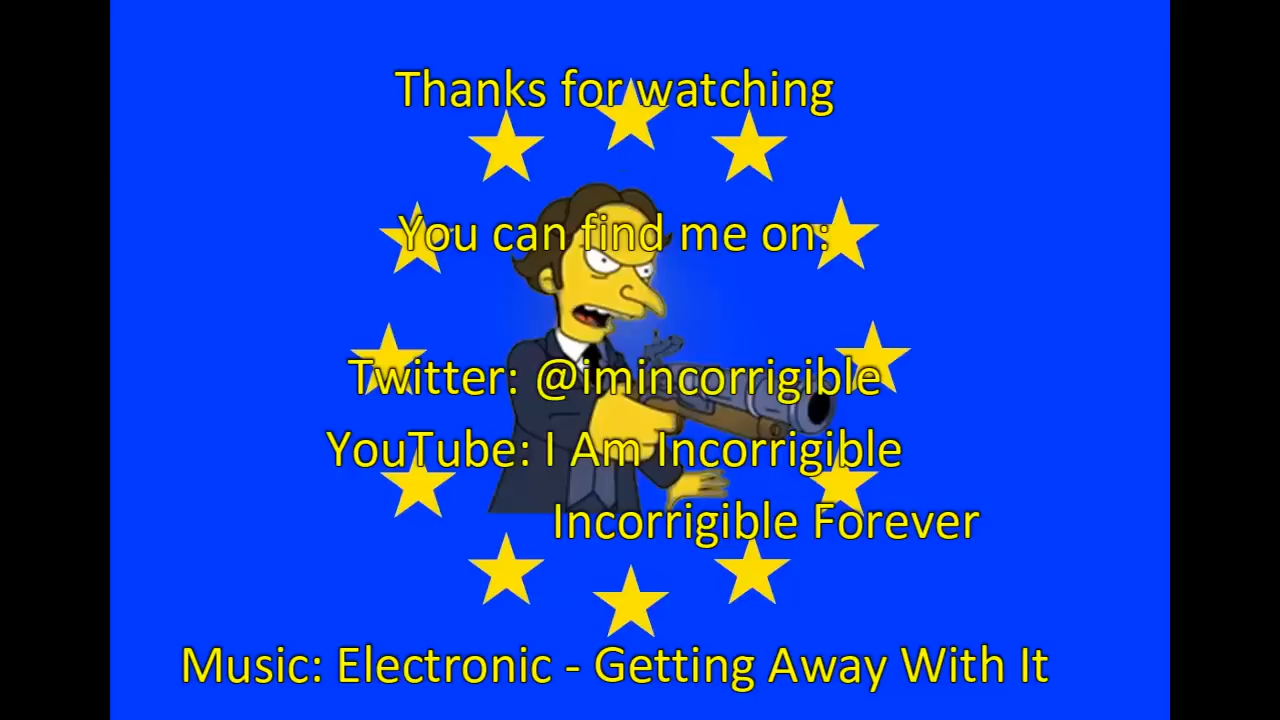 Thanks for watching
You can find me on:
Twitter: @imincorrigible
YouTube: I Am Incorrigible
Incorrigible Forever
Music: Electronic - Getting Away With It